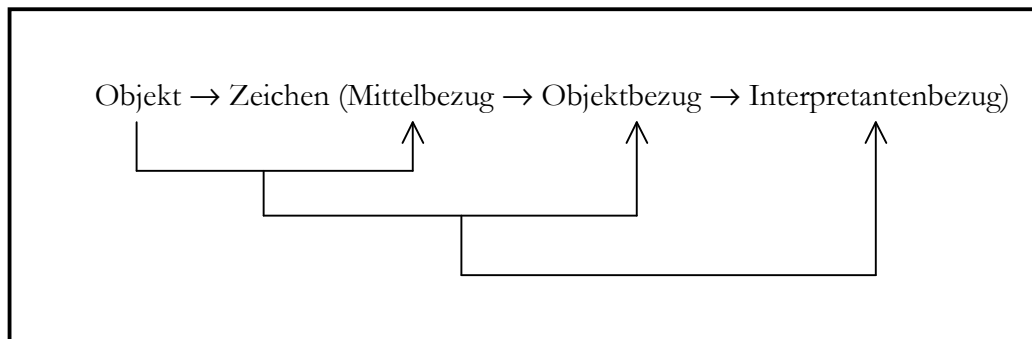 Objekt → Zeichen (Mittelbezug → Objektbezug → Interpretantenbezug)